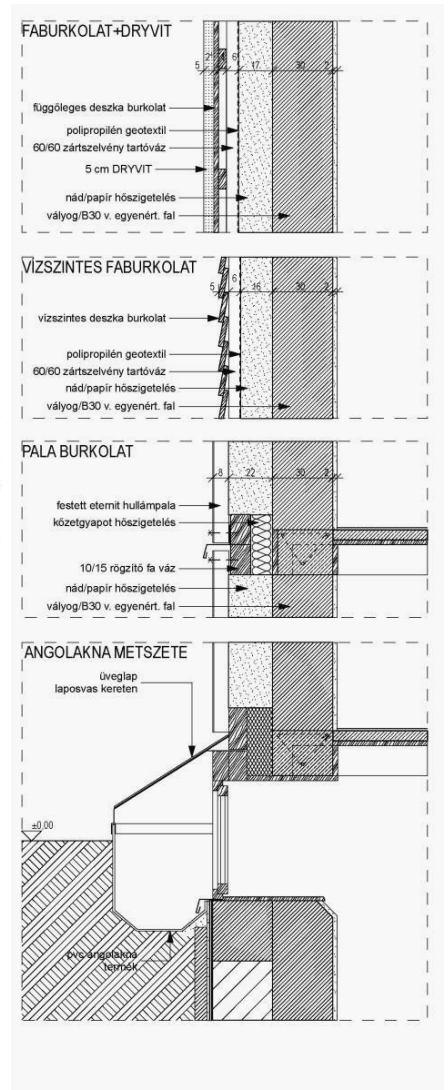 FABURKOLAT+DRYVIT
5 2 4 6 17 30 2
függőleges deszka burkolat
polipropilén geotextil
60/60 zártszelvény tartóváz
5 cm DRYVIT
nád/papír hőszigetelés
vályog/B30 v. egyenért. fal
VÍZSZINTES FABURKOLAT
5 6 16 30 2
vízszintes deszka burkolat
polipropilén geotextil
60/60 zártszelvény tartóváz
nád/papír hőszigetelés
vályog/B30 v. egyenért. fal
PALA BURKOLAT
8 22 30 2
festett eternit hullámpala
kőzetgyapot hőszigetelés
10/15 rögzitő fa váz
nád/papír hőszigetelés
vályog/B30 v. egyenért. fal
ANGOLAKNA METSZETE
üveglap
laposvas kereten
±0,00
pvc angolakna
termék